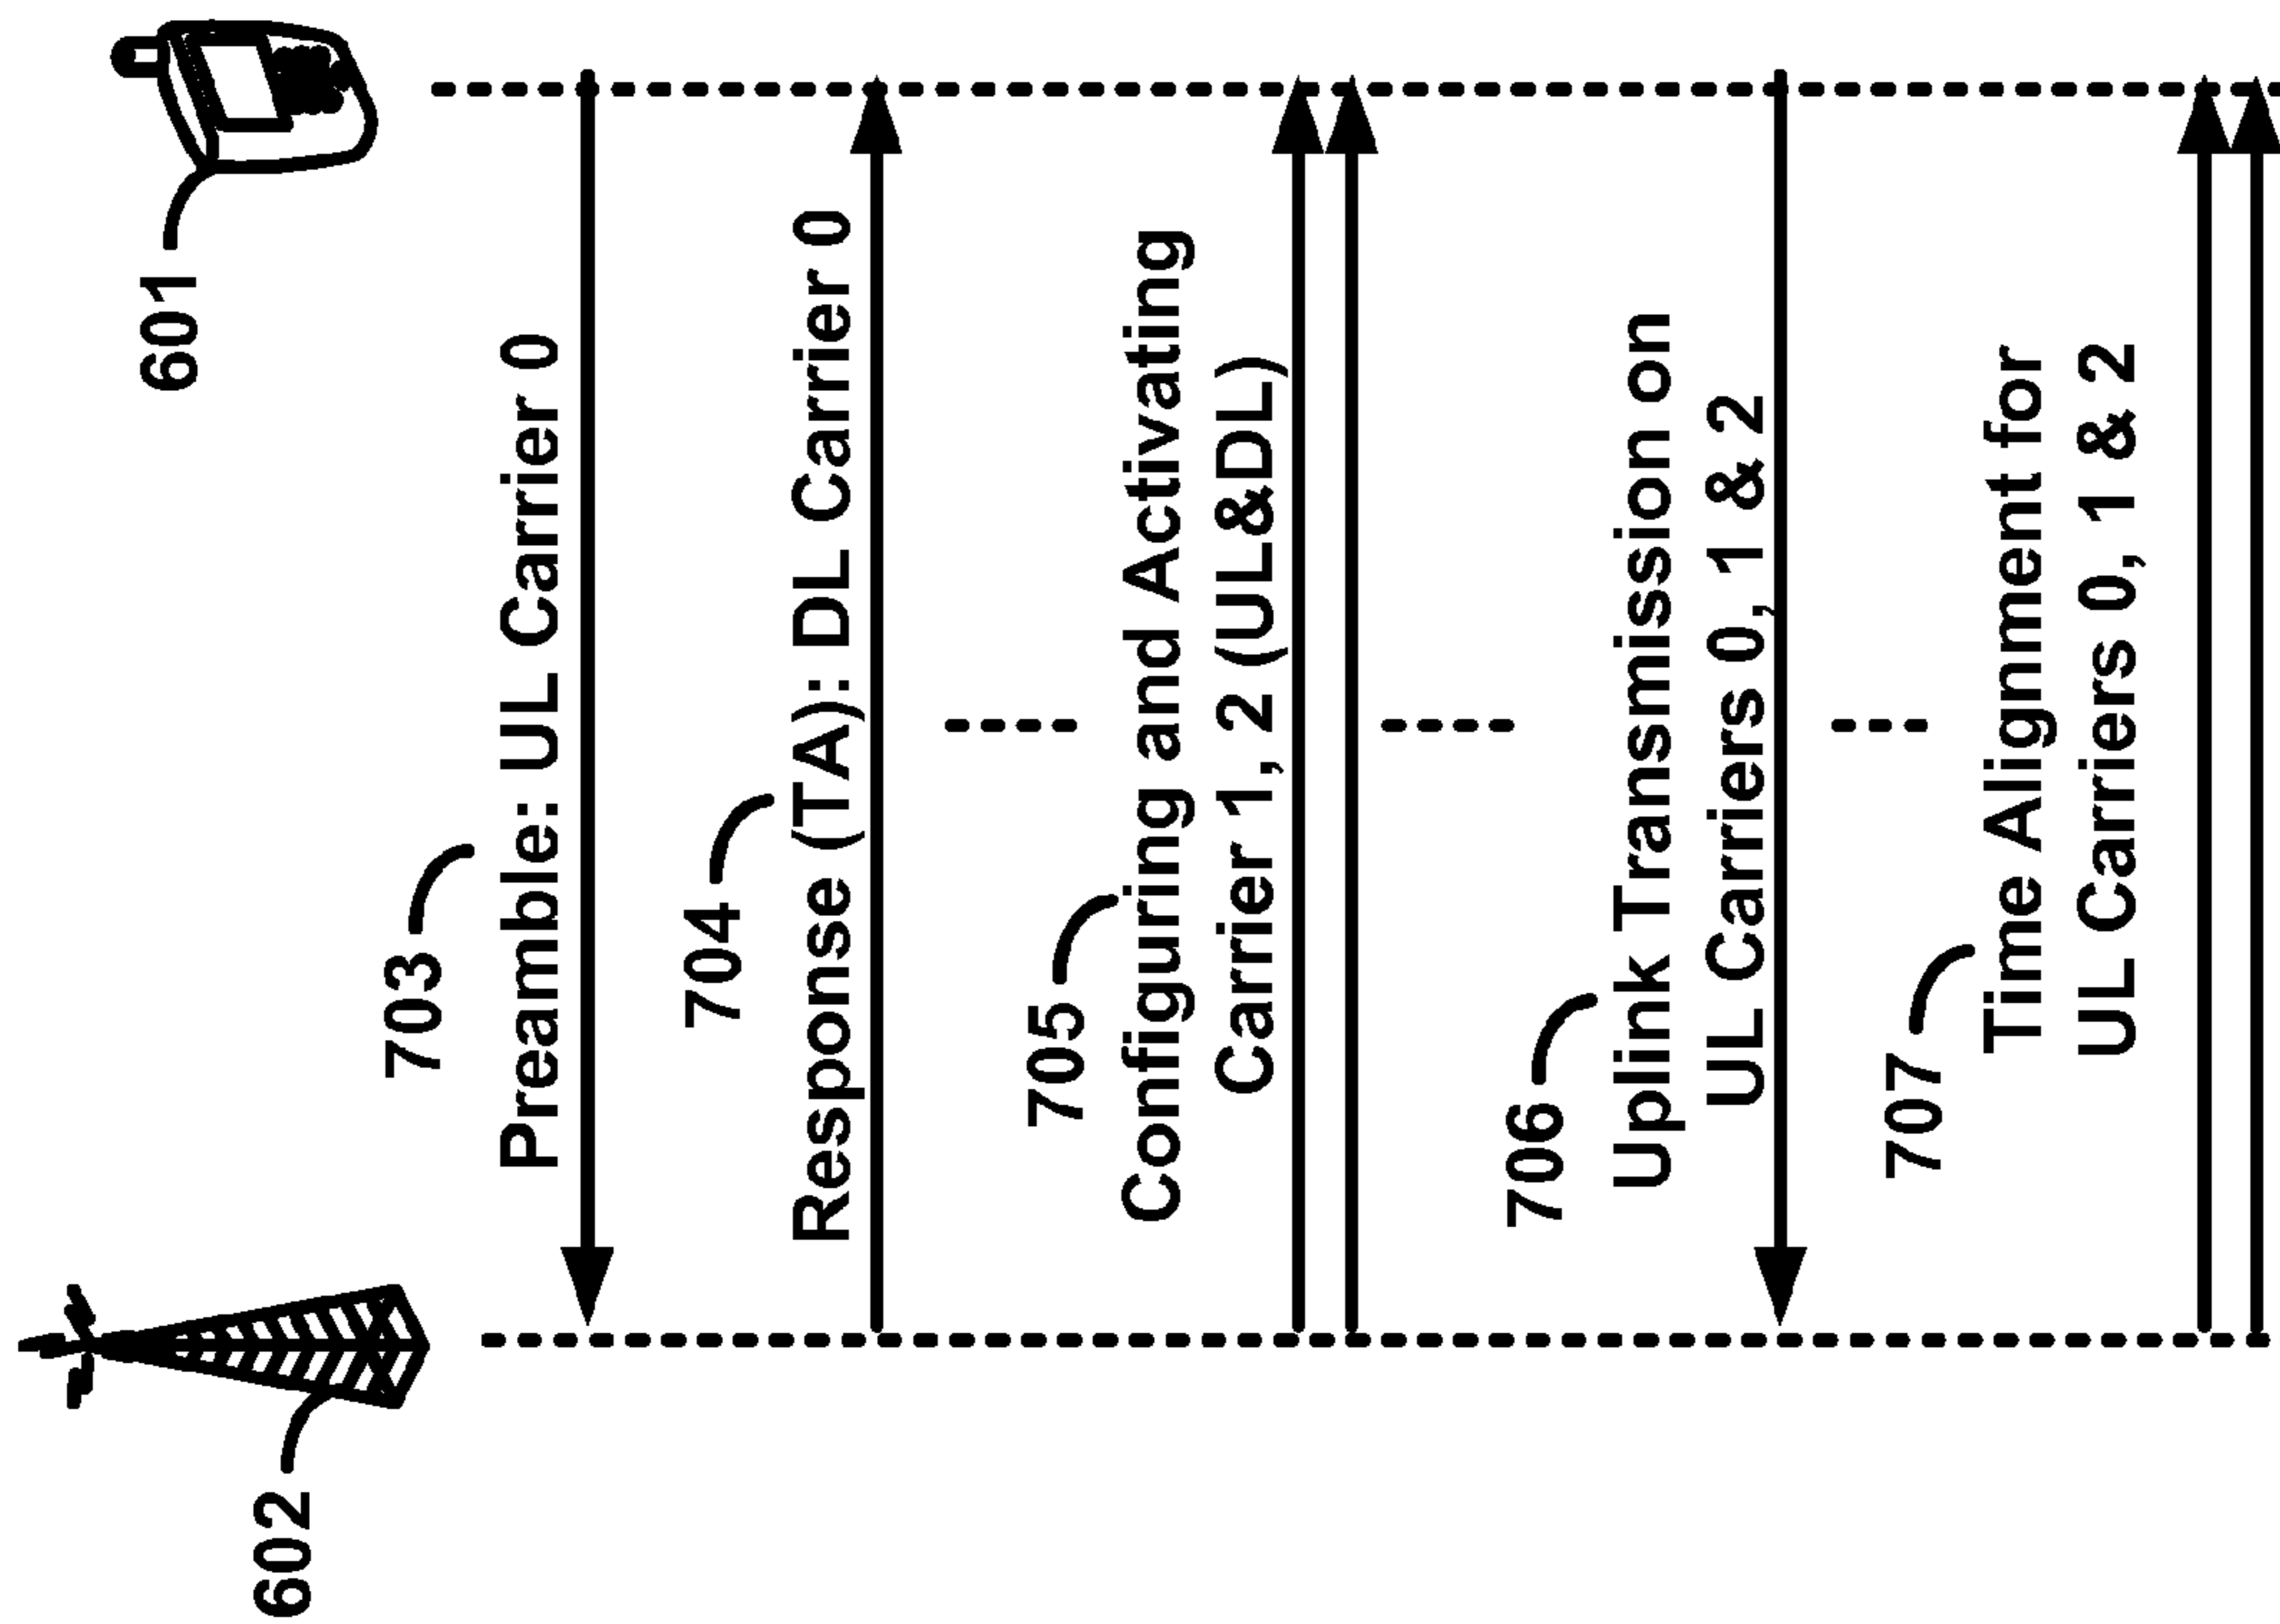 602
601
703
Preamble: UL Carrier 0
704
Response (TA): DL Carrier 0
705
Configuring and Activating
Carrier 1, 2 (UL&DL)
706
Uplink Transmission on
UL Carriers 0, 1 & 2
707
Time Alignment for
UL Carriers 0, 1 & 2